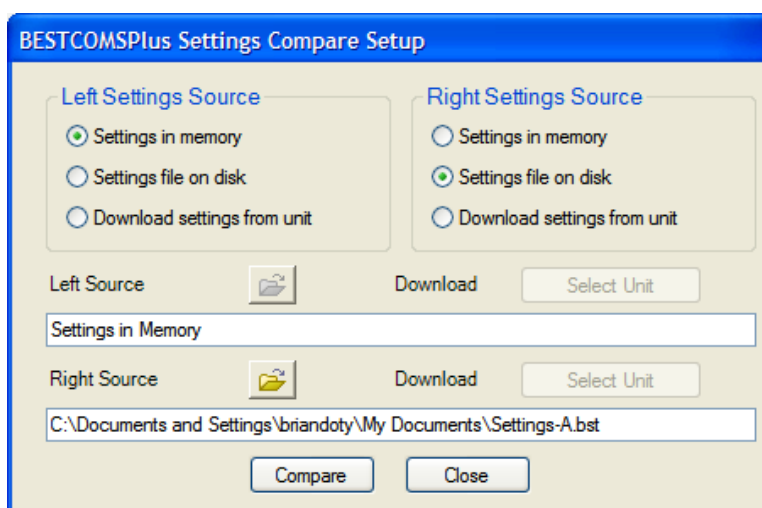 BESTCOMSPlus Settings Compare Setup
Left Settings Source
Settings in memory
Settings file on disk
Download settings from unit
Right Settings Source
Settings in memory
Settings file on disk
Download settings from unit
Left Source Download Select Unit
Settings in Memory
Right Source Download Select Unit
C:\Documents and Settings\briandoty\My Documents\Settings-A.bst
Compare Close